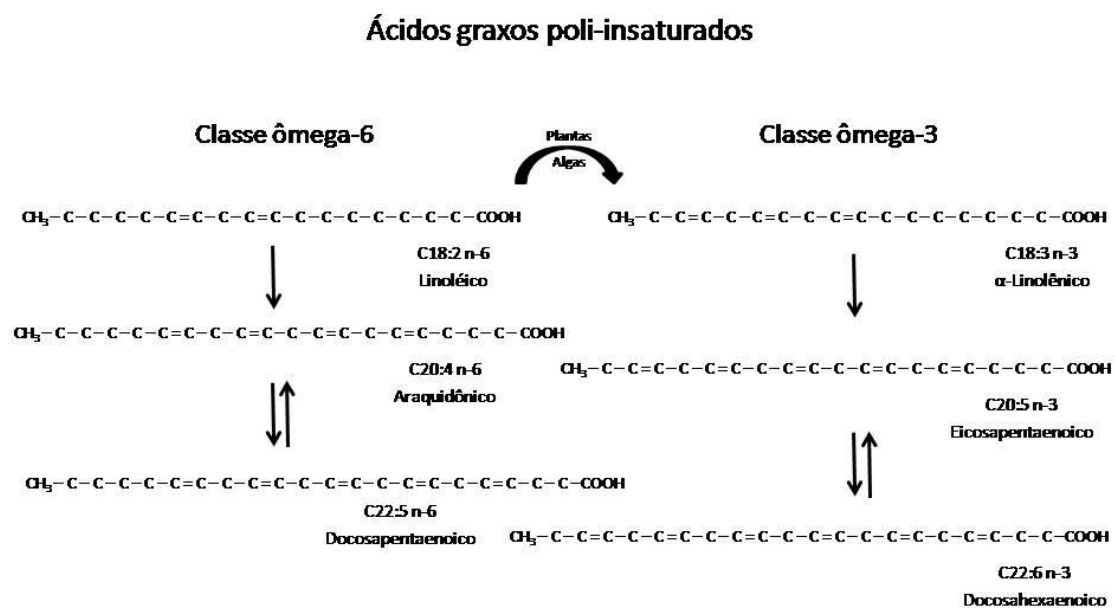 Ácidos graxos poli-insaturados
Classe ômega-6
Plantas
Algas
Classe ômega-3
CH₃−C−C−C−C−C=C−C−C=C−C−C−C−C−C−C−C−COOH
C18:2 n-6
Linoléico
CH₃−C−C=C−C−C=C−C−C=C−C−C−C−C−C−C−C−COOH
C18:3 n-3
α-Linolênico
CH₃−C−C−C−C−C=C−C−C=C−C−C=C−C−C=C−C−C−C−COOH
C20:4 n-6
Araquidônico
CH₃−C−C=C−C−C=C−C−C=C−C−C=C−C−C=C−C−C−C−COOH
C20:5 n-3
Eicosapentaenoico
CH₃−C−C−C−C−C=C−C−C=C−C−C=C−C−C=C−C−C=C−C−C−COOH
C22:5 n-6
Docosapentaenoico
CH₃−C−C=C−C−C=C−C−C=C−C−C=C−C−C=C−C−C=C−C−C−COOH
C22:6 n-3
Docosahexaenoico